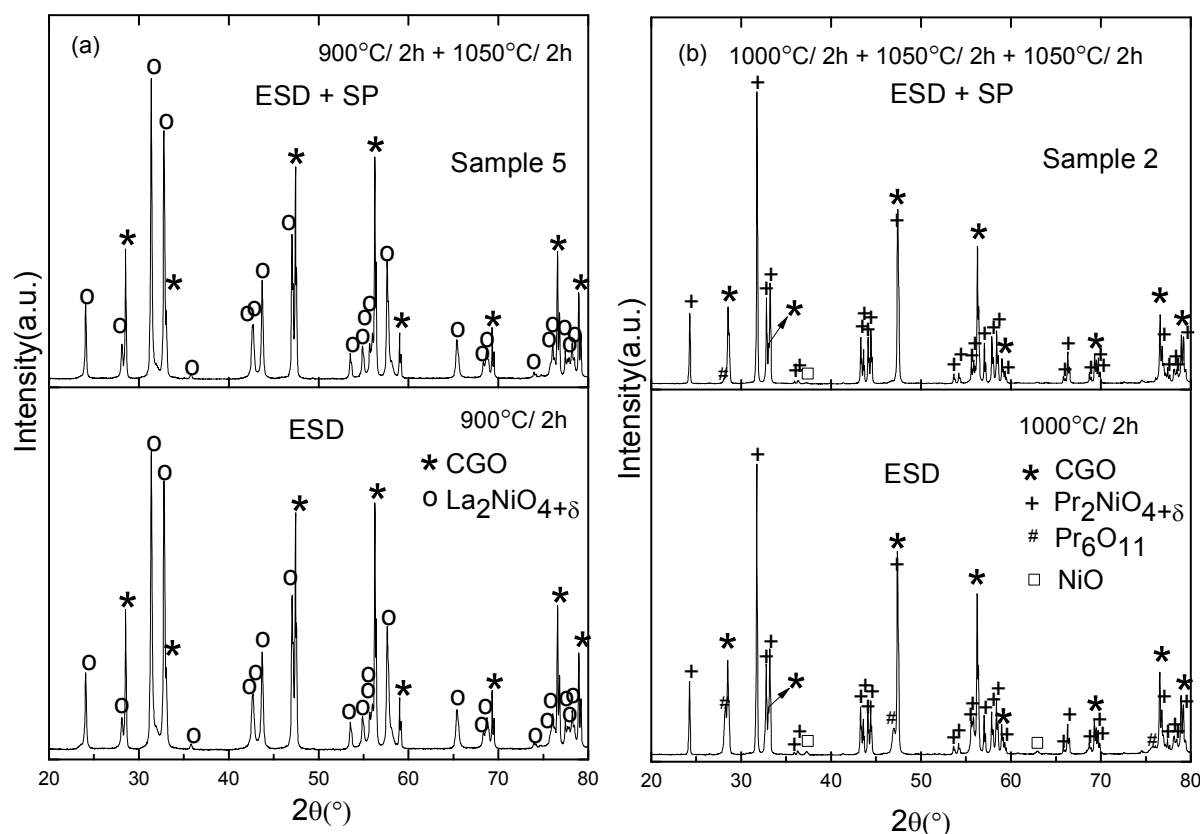 (a)
900°C/ 2h + 1050°C/ 2h
ESD + SP
Sample 5
ESD
900°C/ 2h
* CGO
o La₂NiO₄₊δ
Intensity(a.u.)
20 30 40 50 60 70 80
2θ(°)
(b)
1000°C/ 2h + 1050°C/ 2h + 1050°C/ 2h
ESD + SP
Sample 2
1000°C/ 2h
ESD
* CGO
+ Pr₂NiO₄₊δ
# Pr₆O₁₁
□ NiO
Intensity(a.u.)
20 30 40 50 60 70 80
2θ(°)